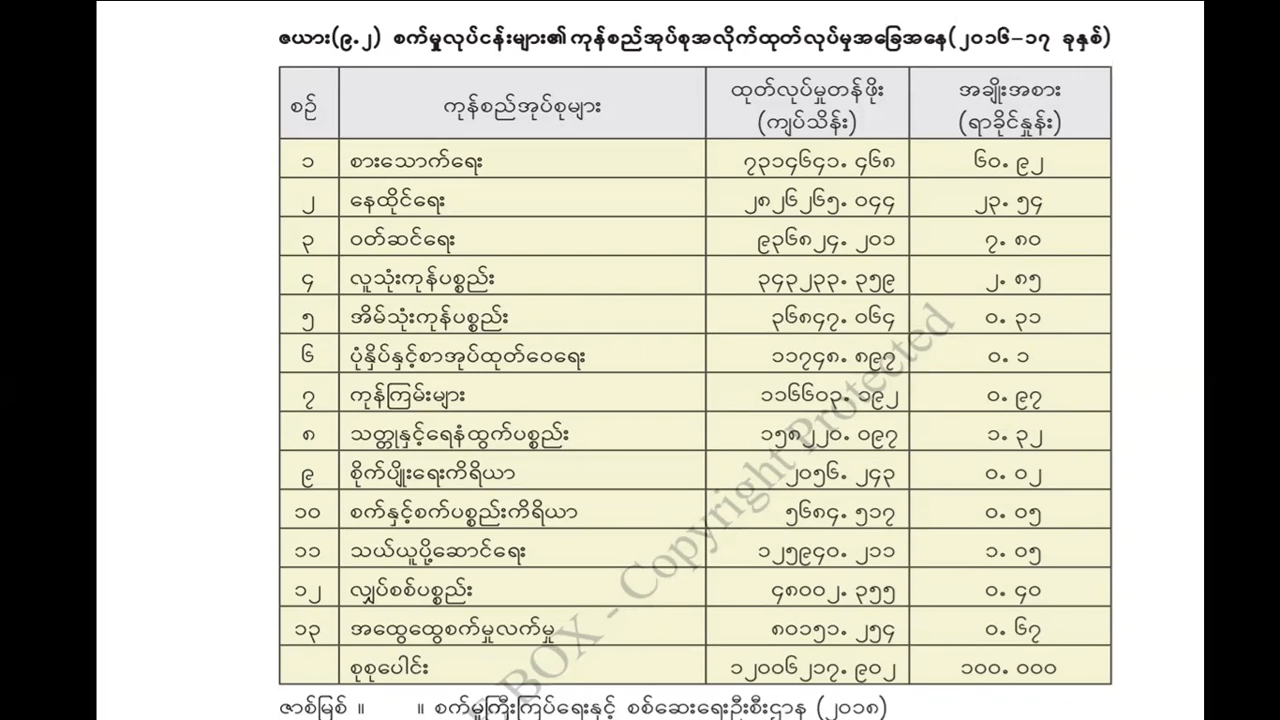 ဇယား(၉.၂) စက်မှုလုပ်ငန်းများ၏ ကုန်စည်အုပ်စုအလိုက်ထုတ်လုပ်မှုအခြေအနေ(၂၀၁၆–၁၇ ခုနှစ်)
စဉ် ကုန်စည်အုပ်စုများ ထုတ်လုပ်မှုတန်ဖိုး (ကျပ်သိန်း) အချိုးအစား (ရာခိုင်နှုန်း)
၁ စားသောက်ရေး ၇၃၁၄၆၄၁. ၄၆၈ ၆၀. ၉၂
၂ နေထိုင်ရေး ၂၈၂၆၂၆၅. ၀၄၄ ၂၃. ၅၄
၃ ဝတ်ဆင်ရေး ၉၃၆၈၂၄. ၂၀၁ ၇. ၈၀
၄ လူသုံးကုန်ပစ္စည်း ၃၄၃၂၃၃. ၃၅၉ ၂. ၈၅
၅ အိမ်သုံးကုန်ပစ္စည်း ၃၆၈၄၇. ၀၆၄ ၀. ၃၁
၆ ပုံနှိပ်နှင့်စာအုပ်ထုတ်ဝေရေး ၁၁၇၄၈. ၈၉၇ ၀. ၁
၇ ကုန်ကြမ်းများ ၁၁၆၆၀၃. ၁၉၂ ၀. ၉၇
၈ သတ္တုနှင့်ရေနံထွက်ပစ္စည်း ၁၅၈၂၂၀. ၀၉၇ ၁. ၃၂
၉ စိုက်ပျိုးရေးကိရိယာ ၂၀၅၆. ၂၄၃ ၀. ၀၂
၁၀ စက်နှင့်စက်ပစ္စည်းကိရိယာ ၅၆၈၄. ၅၁၇ ၀. ၀၅
၁၁ သယ်ယူပို့ဆောင်ရေး ၁၂၅၉၄၀. ၂၁၁ ၁. ၀၅
၁၂ လျှပ်စစ်ပစ္စည်း ၄၈၀၀၂. ၃၅၅ ၀. ၄၀
၁၃ အထွေထွေစက်မှုလက်မှု ၈၀၁၅၁. ၂၅၄ ၀. ၆၇
စုစုပေါင်း ၁၂၀၀၆၂၁၇. ၉၀၂ ၁၀၀. ၀၀၀
ဇာစ်မြစ် ။ ။ စက်မှုကြီးကြပ်ရေးနှင့် စစ်ဆေးရေးဦးစီးဌာန (၂၀၁၈)
BOX - Copyright Protected